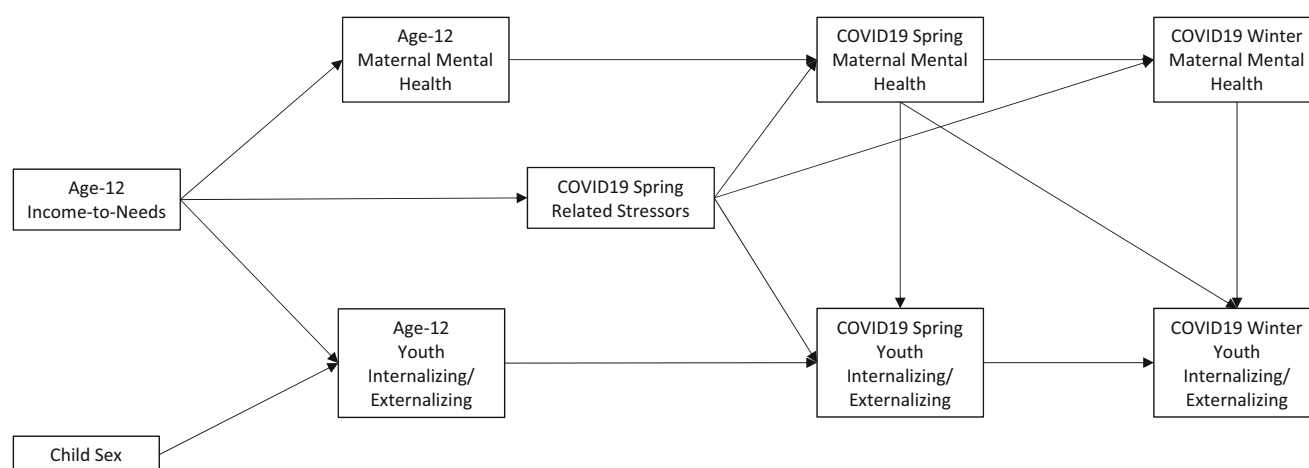 Age-12
Maternal Mental
Health
COVID19 Spring
Maternal Mental
Health
COVID19 Winter
Maternal Mental
Health
Age-12
Income-to-Needs
COVID19 Spring
Related Stressors
Age-12
Youth
Internalizing/
Externalizing
COVID19 Spring
Youth
Internalizing/
Externalizing
COVID19 Winter
Youth
Internalizing/
Externalizing
Child Sex